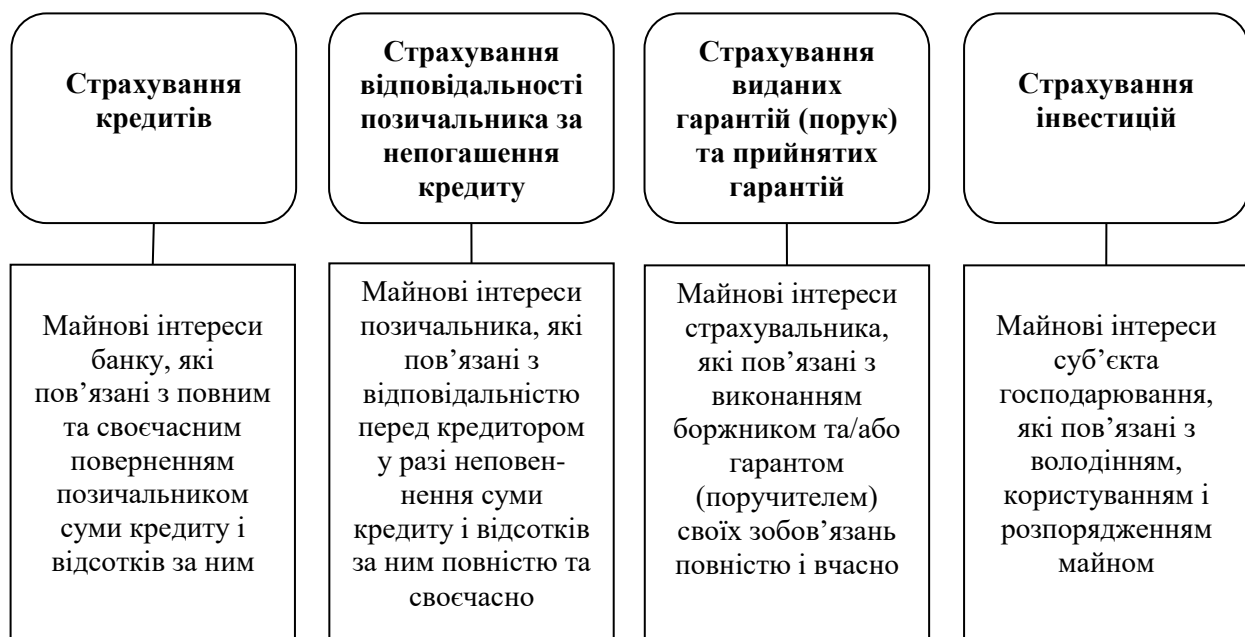 Страхування
кредитів
Страхування
відповідальності
позичальника за
непогашення
кредиту
Страхування
виданих
гарантій (порук)
та прийнятих
гарантій
Страхування
інвестицій
Майнові інтереси
банку, які
пов’язані з повним
та своєчасним
поверненням
позичальником
суми кредиту і
відсотків за ним
Майнові інтереси
позичальника, які
пов’язані з
відповідальністю
перед кредитором
у разі неповен-
нення суми
кредиту і відсотків
за ним повністю та
своєчасно
Майнові інтереси
страхувальника,
які пов’язані з
виконанням
боржником та/або
гарантом
(поручителем)
своїх зобов’язань
повністю і вчасно
Майнові інтереси
суб’єкта
господарювання,
які пов’язані з
володінням,
користуванням і
розпорядженням
майном